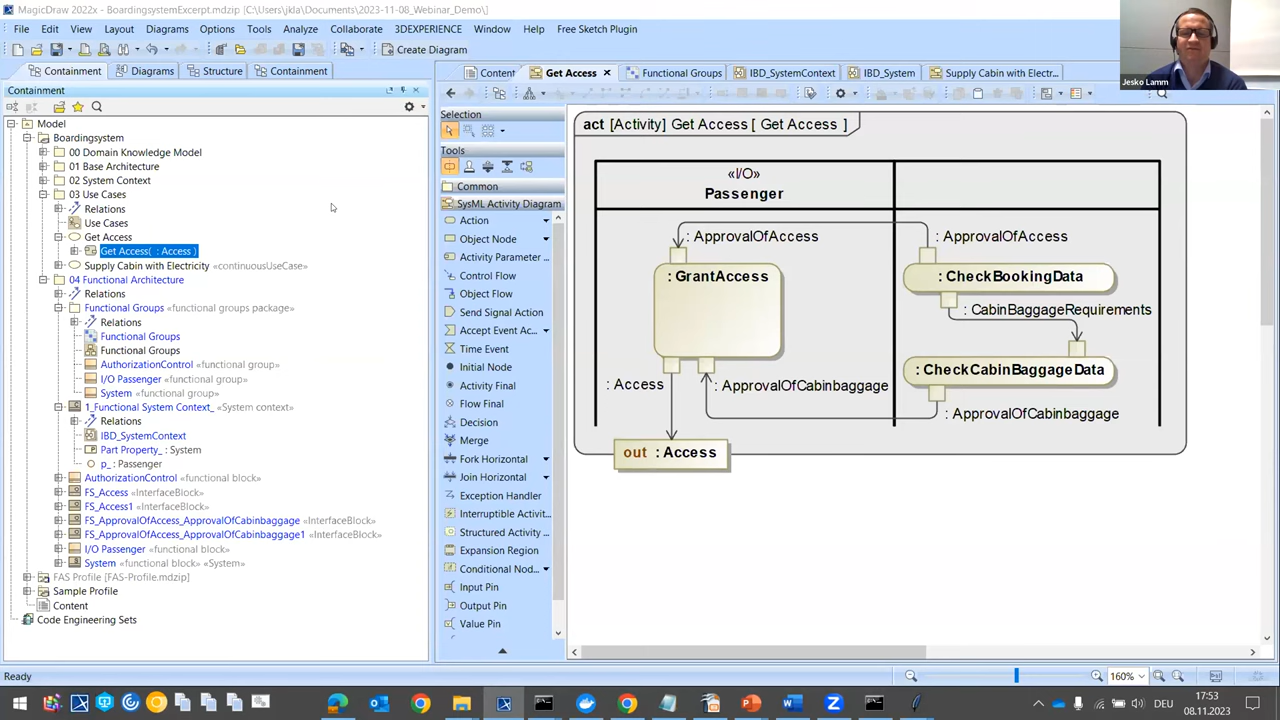 MagicDraw 2022x - BoardingsystemExcerpt.mdzip [C:\Users\jkla\Documents\2023-11-08_Webinar_Demo\]
File Edit View Layout Diagrams Options Tools Analyze Collaborate 3DEXPERIENCE Window Help Free Sketch Plugin
Create Diagram
Jesko Lamm
Containment Diagrams Structure Containment
Containment
Model
Boardingsystem
00 Domain Knowledge Model
01 Base Architecture
02 System Context
03 Use Cases
Relations
Use Cases
Get Access
Get Access( : Access )
Supply Cabin with Electricity «continuousUseCase»
04 Functional Architecture
Relations
Functional Groups «functional groups package»
Relations
Functional Groups
Functional Groups
AuthorizationControl «functional group»
I/O Passenger «functional group»
System «functional group»
1_Functional System Context_ «System context»
Relations
IBD_SystemContext
Part Property_ : System
p_ : Passenger
AuthorizationControl «functional block»
FS_Access «InterfaceBlock»
FS_Access1 «InterfaceBlock»
FS_ApprovalOfAccess_ApprovalOfCabinbaggage «InterfaceBlock»
FS_ApprovalOfAccess_ApprovalOfCabinbaggage1 «InterfaceBlock»
I/O Passenger «functional block»
System «functional block» «System»
FAS Profile [FAS-Profile.mdzip]
Sample Profile
Content
Code Engineering Sets
Content Get Access Functional Groups IBD_SystemContext IBD_System Supply Cabin with Electr...
Selection
Tools
Common
SysML Activity Diagram
Action
Object Node
Activity Parameter ...
Control Flow
Object Flow
Send Signal Action
Accept Event Ac...
Time Event
Initial Node
Activity Final
Flow Final
Decision
Merge
Fork Horizontal
Join Horizontal
Exception Handler
Interruptible Activit...
Structured Activity ...
Expansion Region
Conditional Nod...
Input Pin
Output Pin
Value Pin
act [Activity] Get Access [ Get Access ]
«I/O»
Passenger
: ApprovalOfAccess
: ApprovalOfAccess
: GrantAccess
: CheckBookingData
: CabinBaggageRequirements
: CheckCabinBaggageData
: Access
: ApprovalOfCabinbaggage
: ApprovalOfCabinbaggage
out : Access
Ready
160%
DEU
17:53
08.11.2023